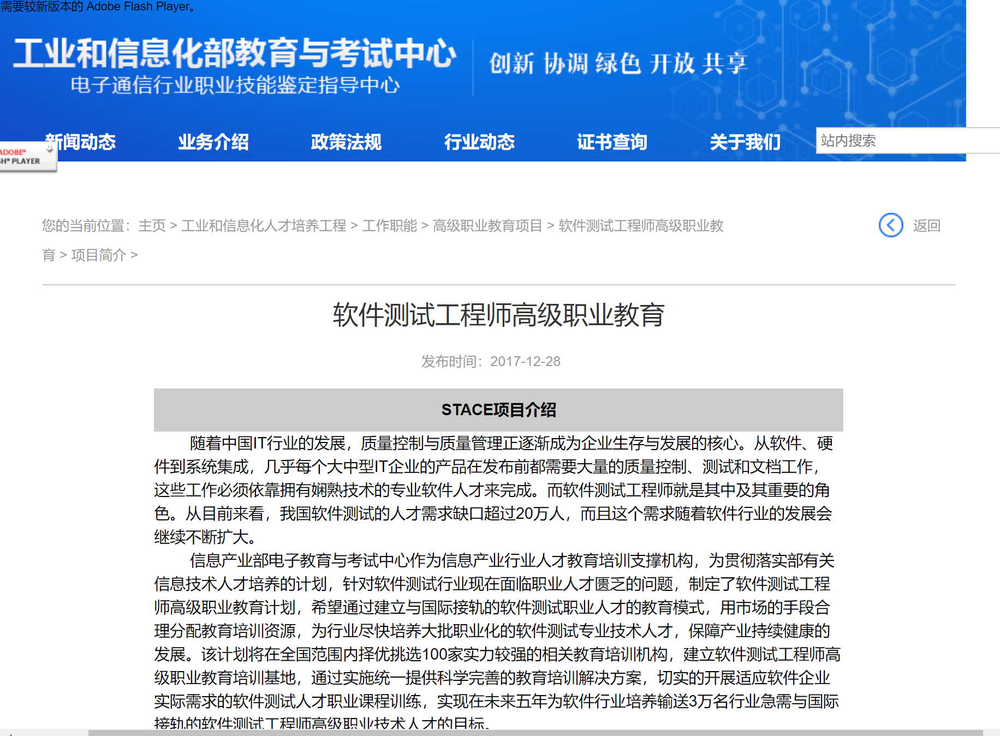 需要较新版本的 Adobe Flash Player。
工业和信息化部教育与考试中心
电子通信行业职业技能鉴定指导中心
创新 协调 绿色 开放 共享
新闻动态 业务介绍 政策法规 行业动态 证书查询 关于我们 站内搜索
ADOBE*
PLAYER
您的当前位置：主页 > 工业和信息化人才培养工程 > 工作职能 > 高级职业教育项目 > 软件测试工程师高级职业教
育 > 项目简介 >
返回
软件测试工程师高级职业教育
发布时间：2017-12-28
STACE项目介绍
随着中国IT行业的发展，质量控制与质量管理正逐渐成为企业生存与发展的核心。从软件、硬
件到系统集成，几乎每个大中型IT企业的产品在发布前都需要大量的质量控制、测试和文档工作，
这些工作必须依靠拥有娴熟技术的专业软件人才来完成。而软件测试工程师就是其中及其重要的角
色。从目前来看，我国软件测试的人才需求缺口超过20万人，而且这个需求随着软件行业的发展会
继续不断扩大。
信息产业部电子教育与考试中心作为信息产业行业人才教育培训支撑机构，为贯彻落实部有关
信息技术人才培养的计划，针对软件测试行业现在面临职业人才匮乏的问题，制定了软件测试工程
师高级职业教育计划，希望通过建立与国际接轨的软件测试职业人才的教育模式，用市场的手段合
理分配教育培训资源，为行业尽快培养大批职业化的软件测试专业技术人才，保障产业持续健康的
发展。该计划将在全国范围内择优挑选100家实力较强的相关教育培训机构，建立软件测试工程师高
级职业教育培训基地，通过实施统一提供科学完善的教育培训解决方案，切实的开展适应软件企业
实际需求的软件测试人才职业课程训练，实现在未来五年为软件行业培养输送3万名行业急需与国际
接轨的软件测试工程师高级职业技术人才的目标。